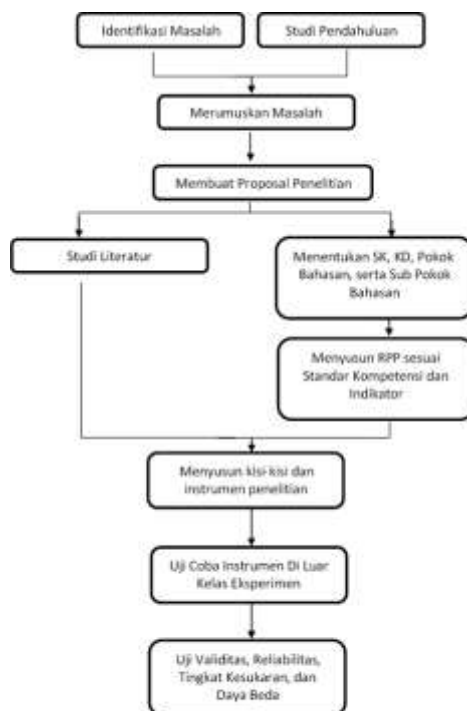 Identifikasi Masalah
Studi Pendahuluan
Merumuskan Masalah
Membuat Proposal Penelitian
Studi Literatur
Menentukan SK, KD, Pokok
Bahasan, serta Sub Pokok
Bahasan
Menyusun RPP sesuai
Standar Kompetensi dan
Indikator
Menyusun kisi-kisi dan
instrumen penelitian
Uji Coba Instrumen Di Luar
Kelas Eksperimen
Uji Validitas, Reliabilitas,
Tingkat Kesukaran, dan
Daya Beda